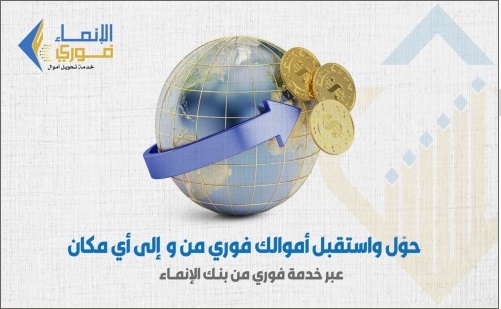 الإنماء
فوري
خدمة تحويل أموال
حوّل واستقبل أموالك فوري من و إلى أي مكان
عبر خدمة فوري من بنك الإنماء